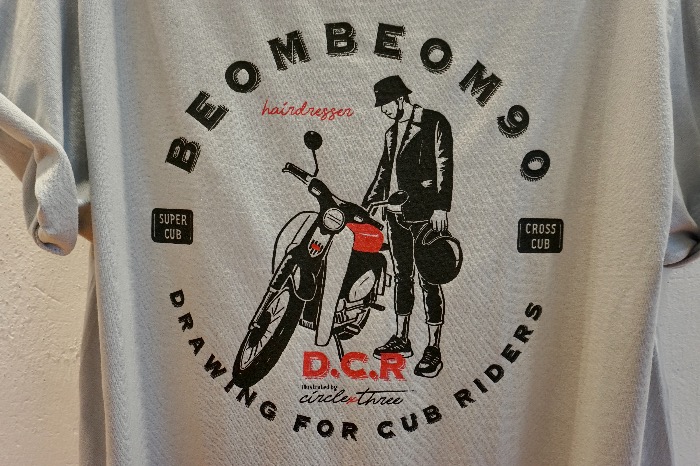 BEOMBEOM90
hairdresser
SUPER
CUB
CROSS
CUB
D.C.R
illustrated by
circle×three
DRAWING FOR CUB RIDERS